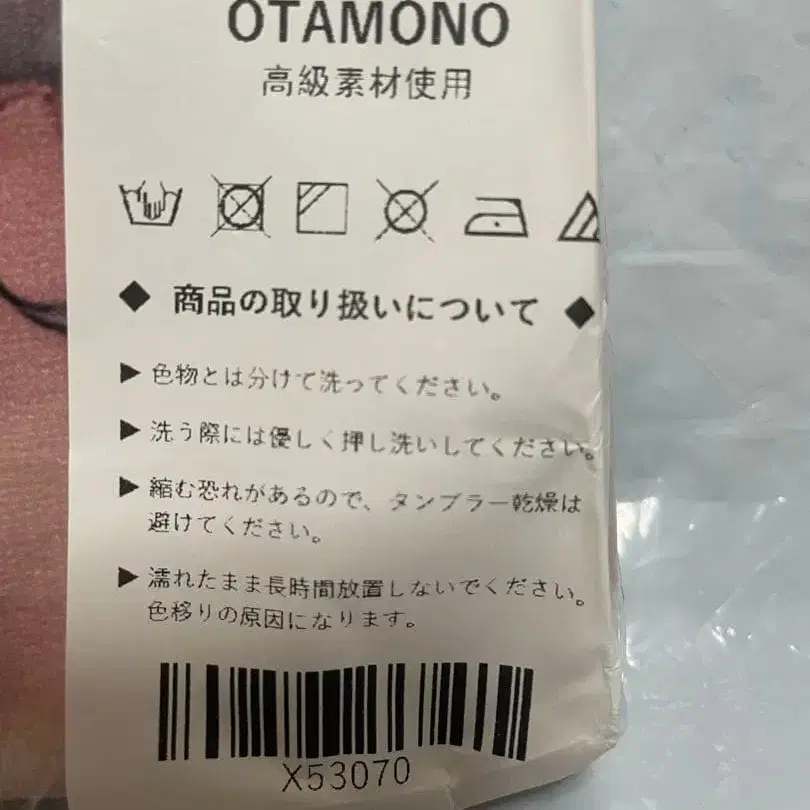 OTAMONO
高級素材使用
◆ 商品の取り扱いについて ◆
▶ 色物とは分けて洗ってください。
▶ 洗う際には優しく押し洗いしてください。
▶ 縮む恐れがあるので、タンブラー乾燥は
避けてください。
▶ 濡れたまま長時間放置しないでください。
色移りの原因になります。
X53070